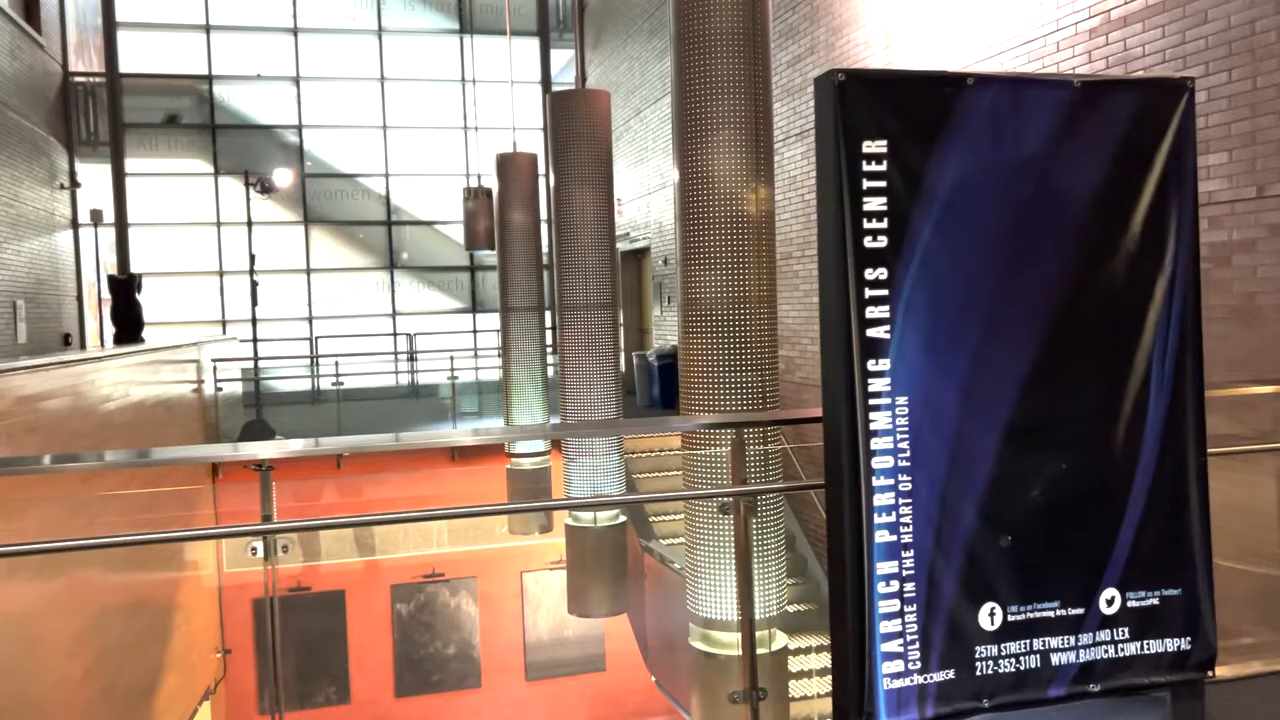 music
All the
women
the speech of
BARUCH PERFORMING ARTS CENTER
CULTURE IN THE HEART OF FLATIRON
LIKE us on Facebook!
Baruch Performing Arts Center
FOLLOW us on Twitter!
@BaruchPAC
25TH STREET BETWEEN 3RD AND LEX
212-352-3101 WWW.BARUCH.CUNY.EDU/BPAC
BaruchCOLLEGE